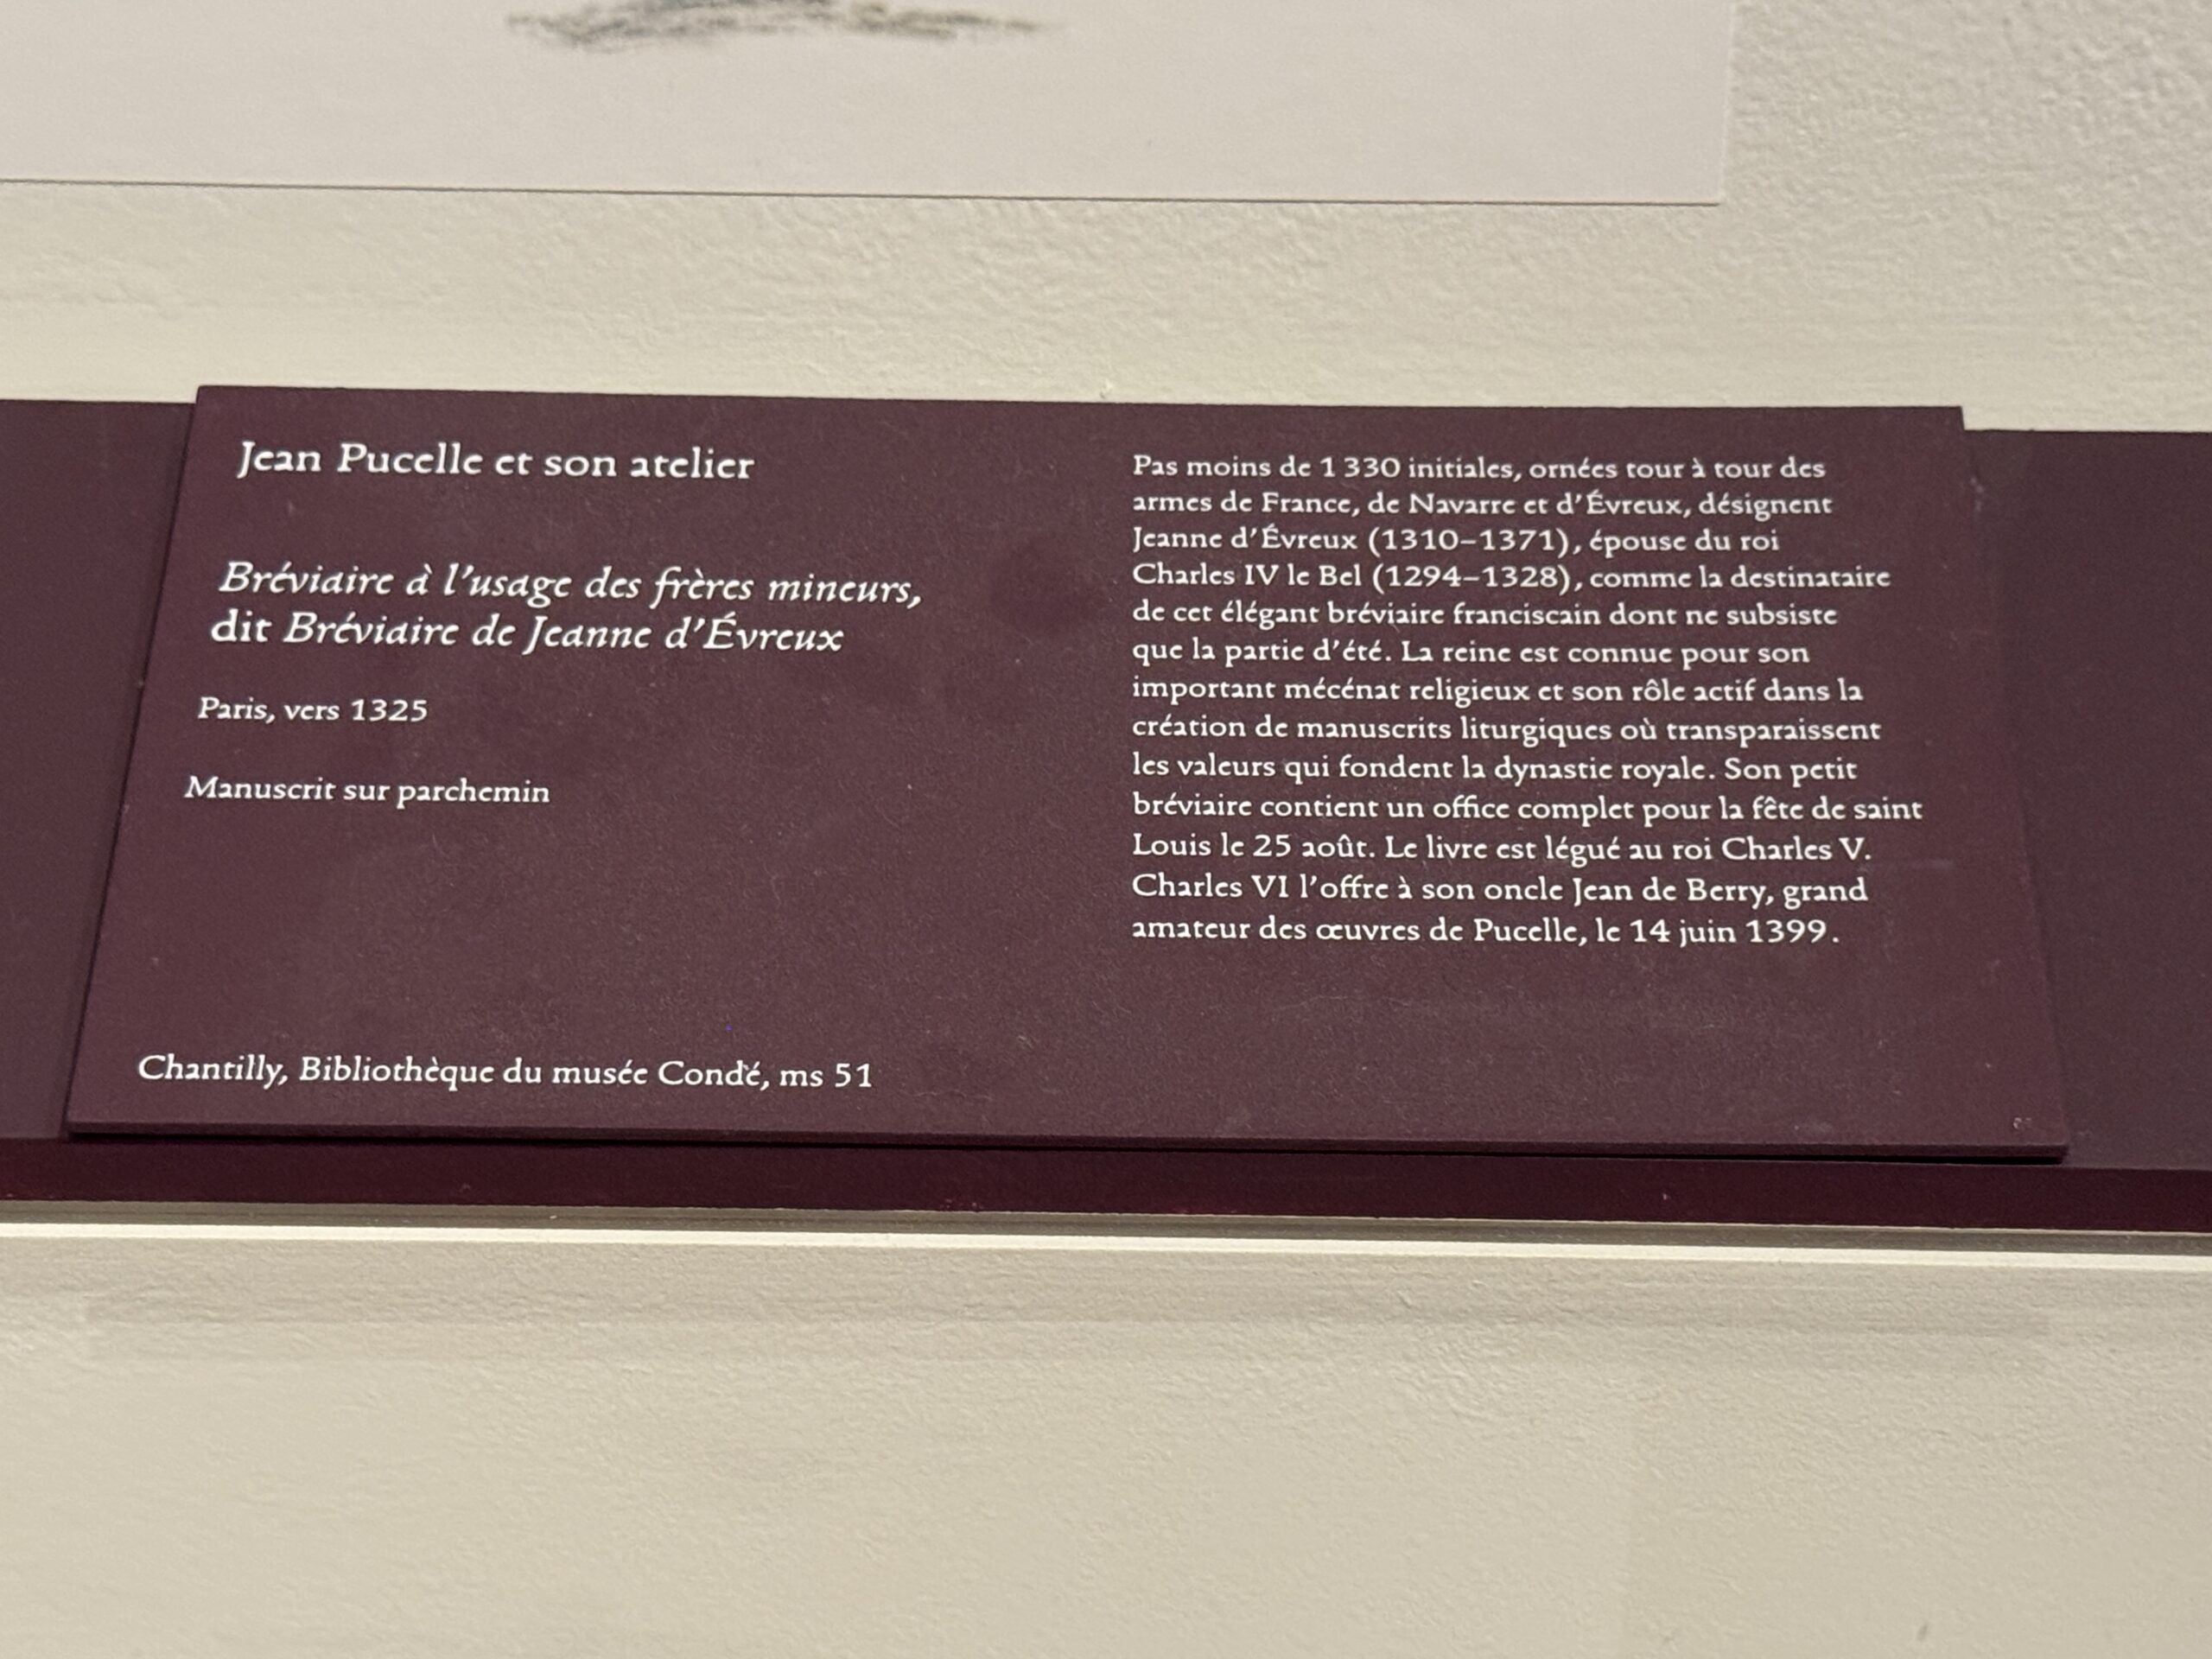 Jean Pucelle et son atelier
Bréviaire à l'usage des frères mineurs,
dit Bréviaire de Jeanne d'Évreux
Paris, vers 1325
Manuscrit sur parchemin
Chantilly, Bibliothèque du musée Condé, ms 51
Pas moins de 1 330 initiales, ornées tour à tour des
armes de France, de Navarre et d'Évreux, désignent
Jeanne d'Évreux (1310–1371), épouse du roi
Charles IV le Bel (1294–1328), comme la destinataire
de cet élégant bréviaire franciscain dont ne subsiste
que la partie d'été. La reine est connue pour son
important mécénat religieux et son rôle actif dans la
création de manuscrits liturgiques où transparaissent
les valeurs qui fondent la dynastie royale. Son petit
bréviaire contient un office complet pour la fête de saint
Louis le 25 août. Le livre est légué au roi Charles V.
Charles VI l'offre à son oncle Jean de Berry, grand
amateur des œuvres de Pucelle, le 14 juin 1399.